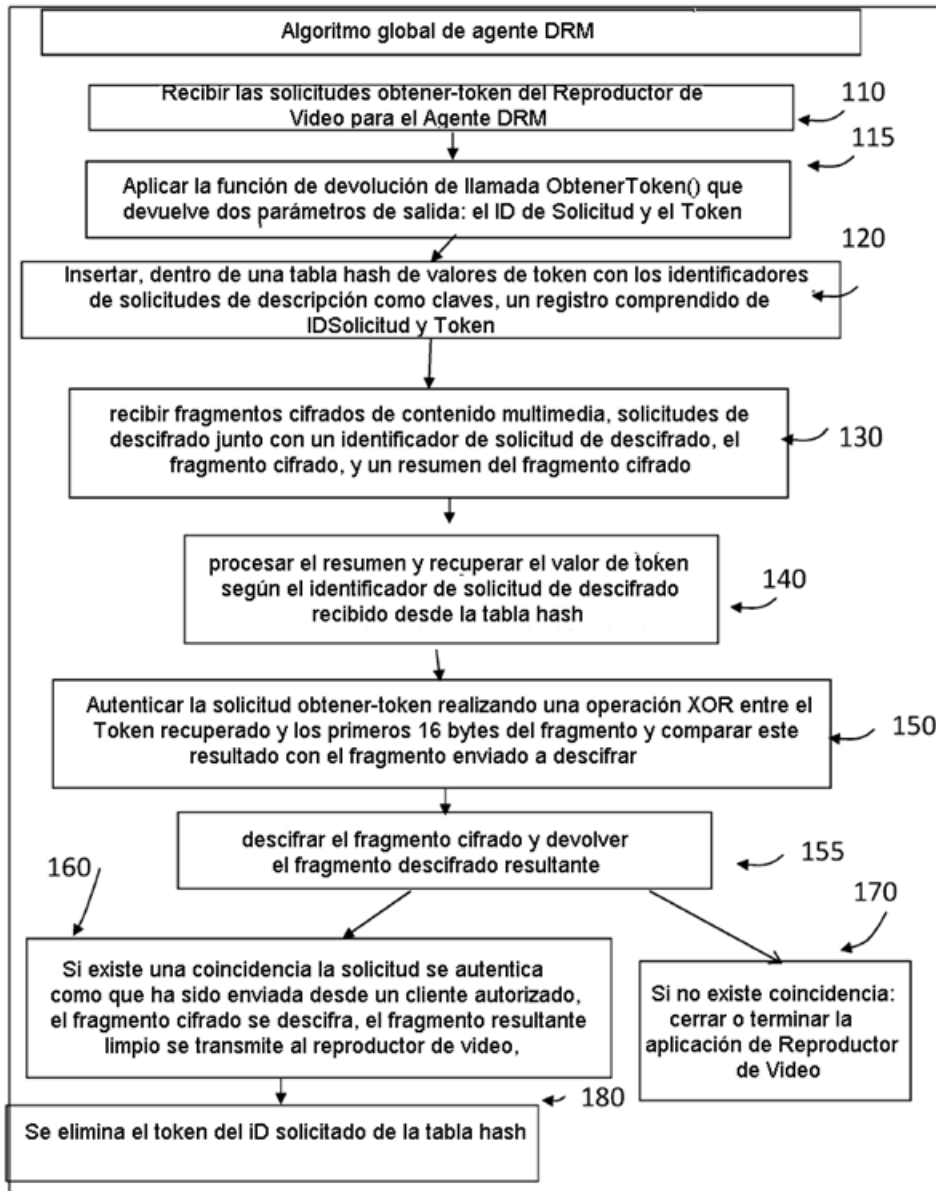 Algoritmo global de agente DRM
Recibir las solicitudes obtener-token del Reproductor de
Video para el Agente DRM
110
115
Aplicar la función de devolución de llamada ObtenerToken() que
devuelve dos parámetros de salida: el ID de Solicitud y el Token
120
Insertar, dentro de una tabla hash de valores de token con los identificadores
de solicitudes de descripción como claves, un registro comprendido de
IDSolicitud y Token
recibir fragmentos cifrados de contenido multimedia, solicitudes de
descifrado junto con un identificador de solicitud de descifrado, el
fragmento cifrado, y un resumen del fragmento cifrado
130
procesar el resumen y recuperar el valor de token
según el identificador de solicitud de descifrado
recibido desde la tabla hash
140
Autenticar la solicitud obtener-token realizando una operación XOR entre el
Token recuperado y los primeros 16 bytes del fragmento y comparar este
resultado con el fragmento enviado a descifrar
150
descifrar el fragmento cifrado y devolver
el fragmento descifrado resultante
155
160
170
Si existe una coincidencia la solicitud se autentica
como que ha sido enviada desde un cliente autorizado,
el fragmento cifrado se descifra, el fragmento resultante
limpio se transmite al reproductor de video,
Si no existe coincidencia:
cerrar o terminar la
aplicación de Reproductor
de Video
180
Se elimina el token del iD solicitado de la tabla hash